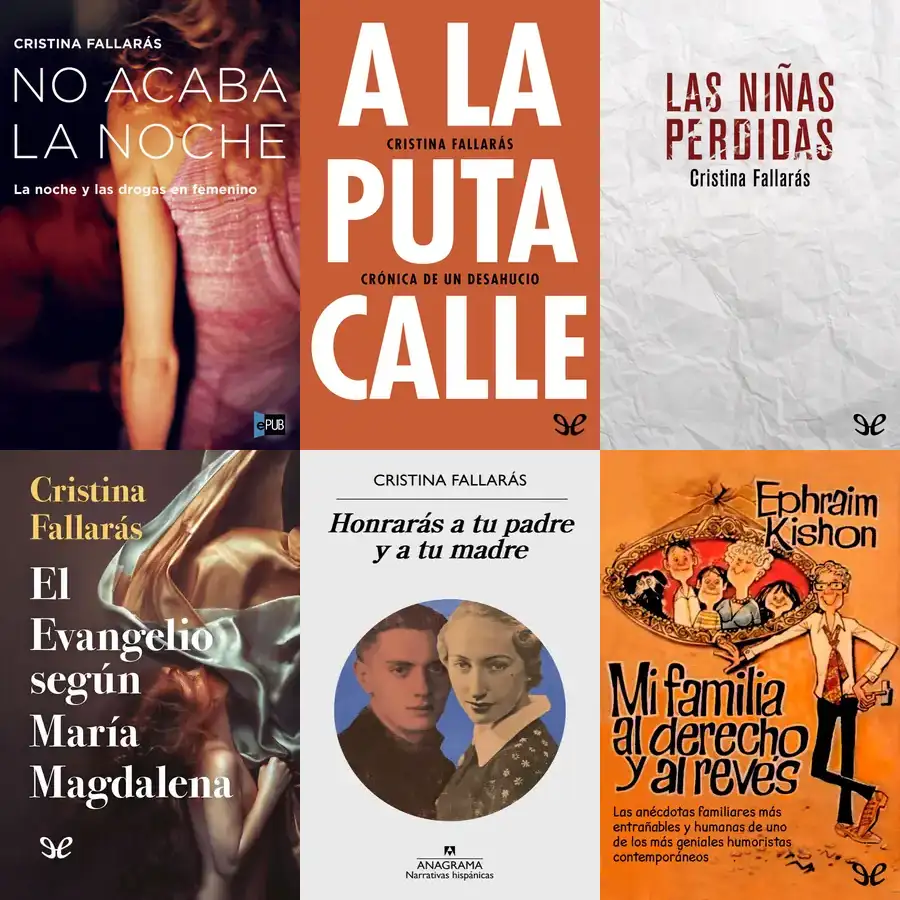 CRISTINA FALLARÁS
NO ACABA
LA NOCHE
La noche y las drogas en femenino
ePUB
A LA
CRISTINA FALLARÁS
PUTA
CRÓNICA DE UN DESAHUCIO
CALLE
LAS NIÑAS
PERDIDAS
Cristina Fallarás
Cristina
Fallarás
El
Evangelio
según
María
Magdalena
CRISTINA FALLARÁS
Honrarás a tu padre
y a tu madre
ANAGRAMA
Narrativas hispánicas
Ephraim
Kishon
Mi familia
al derecho
y al revés
Las anécdotas familiares más
entrañables y humanas de uno
de los más geniales humoristas
contemporáneos